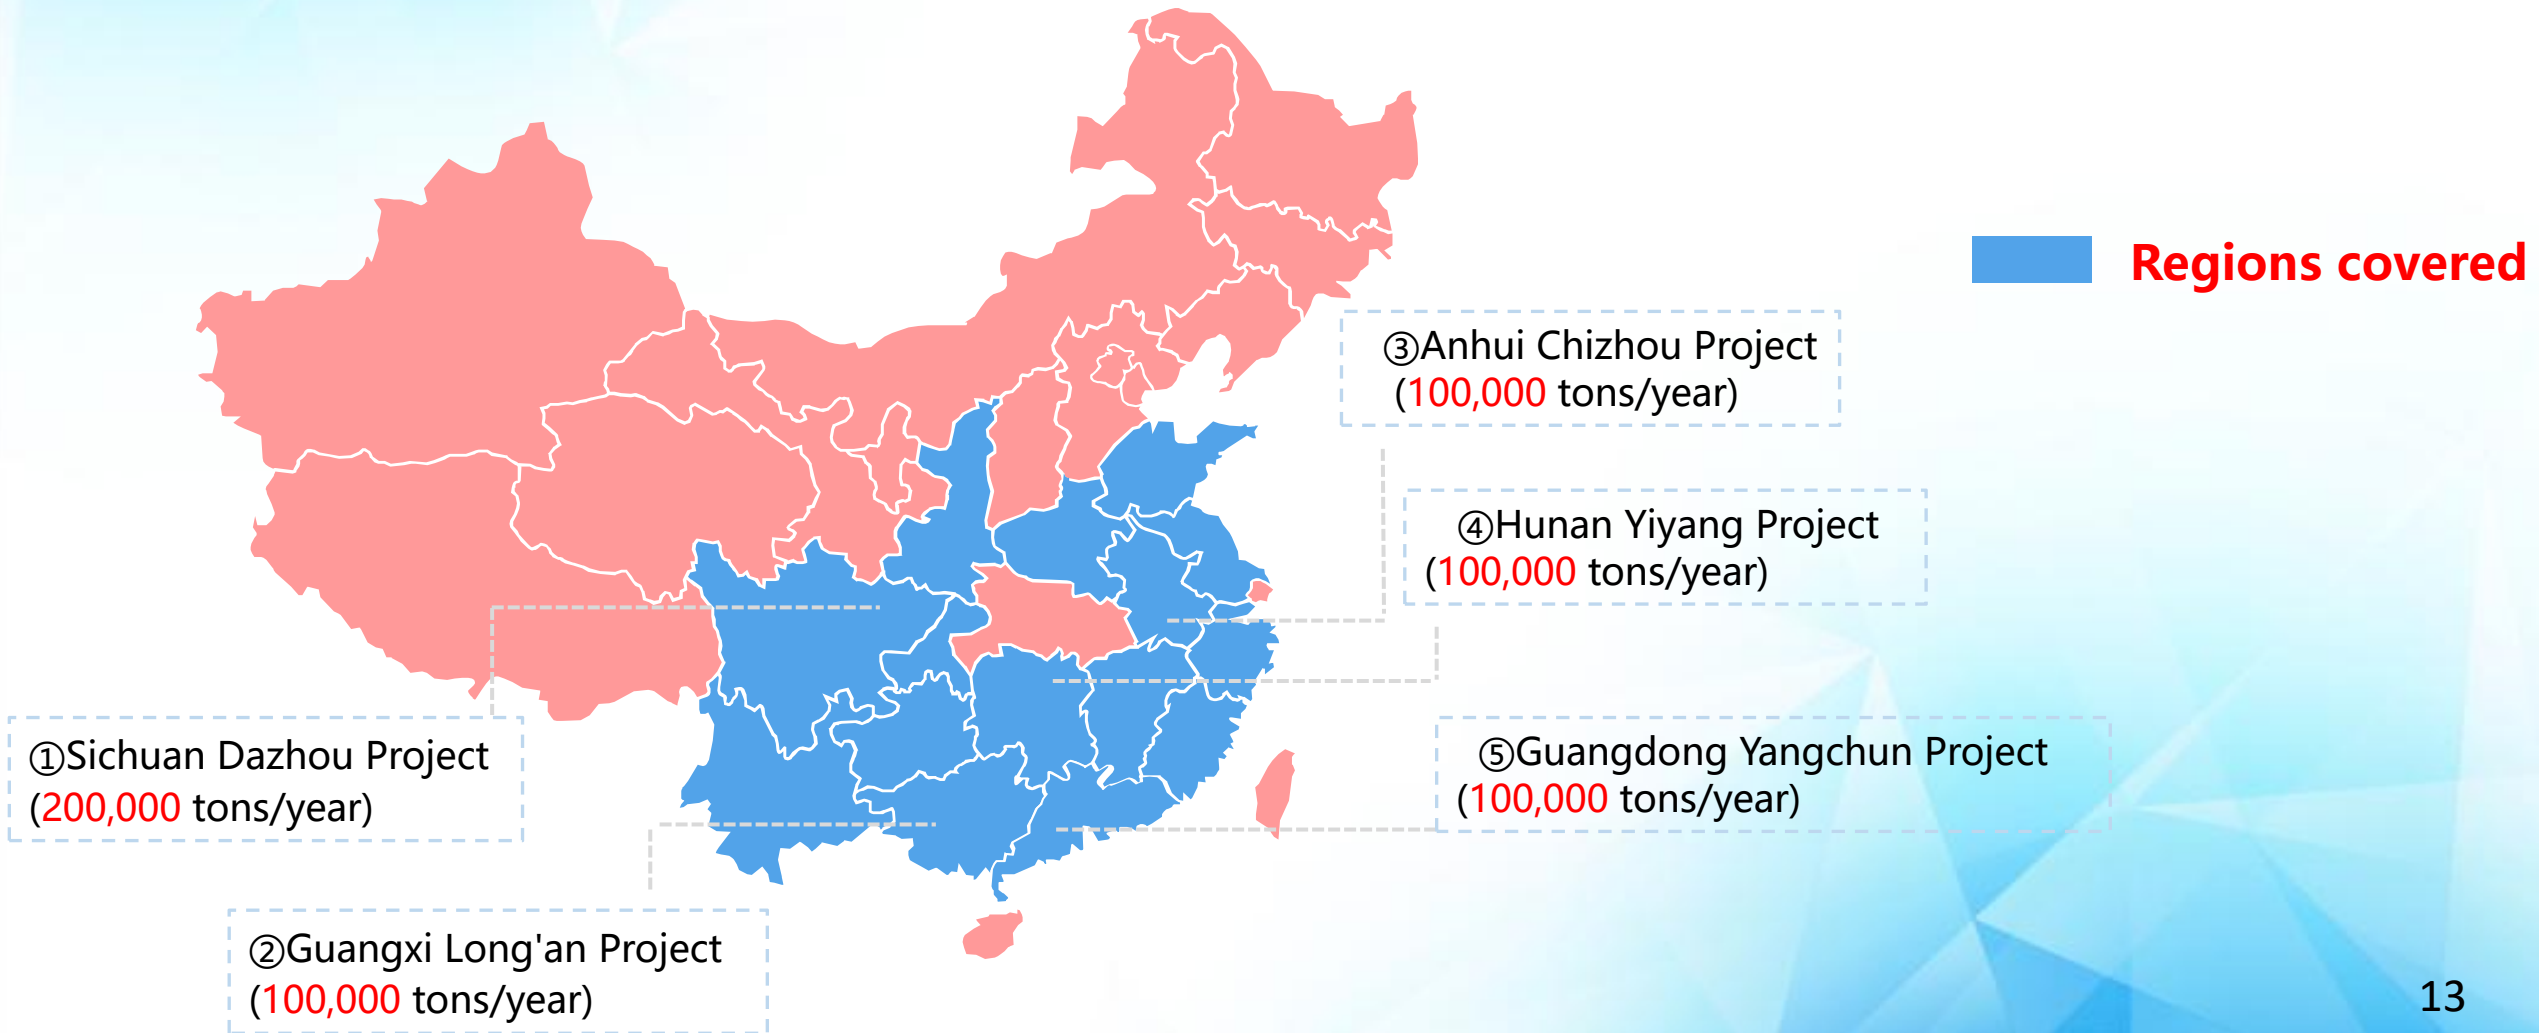 Regions covered
③Anhui Chizhou Project
(100,000 tons/year)
④Hunan Yiyang Project
(100,000 tons/year)
①Sichuan Dazhou Project
(200,000 tons/year)
⑤Guangdong Yangchun Project
(100,000 tons/year)
②Guangxi Long'an Project
(100,000 tons/year)
13